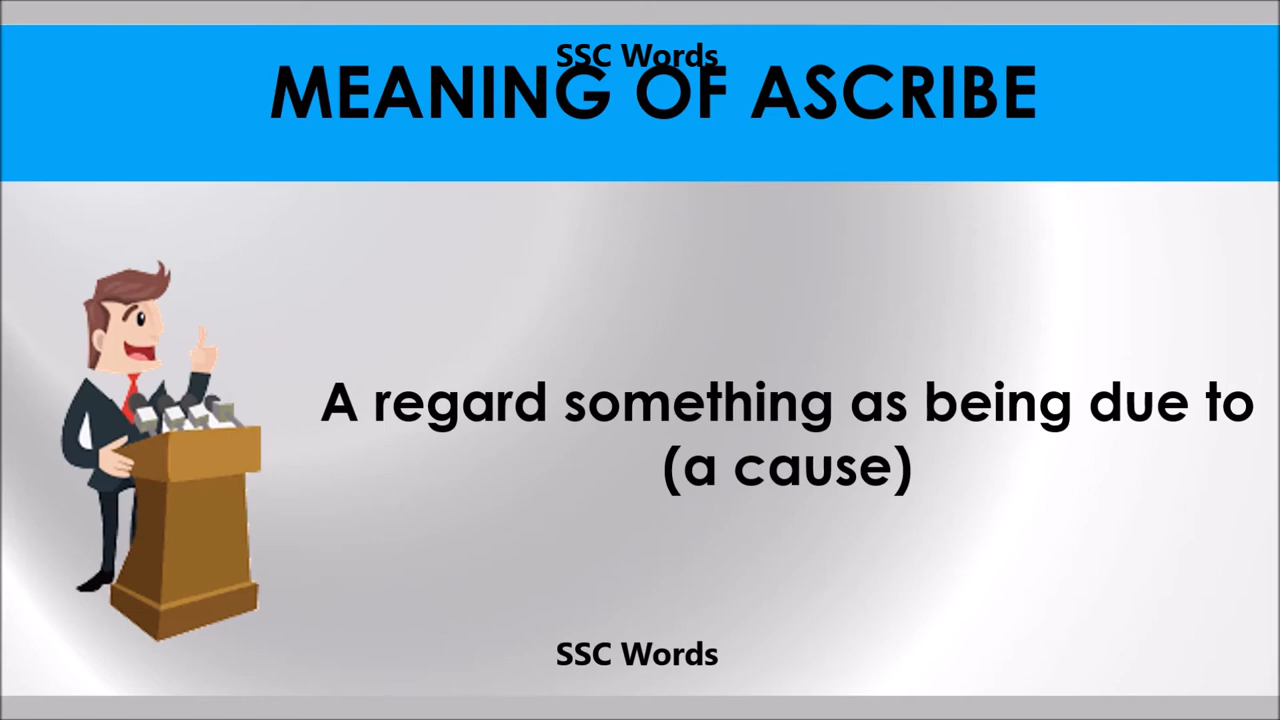 SSC Words
MEANING OF ASCRIBE
A regard something as being due to
(a cause)
SSC Words